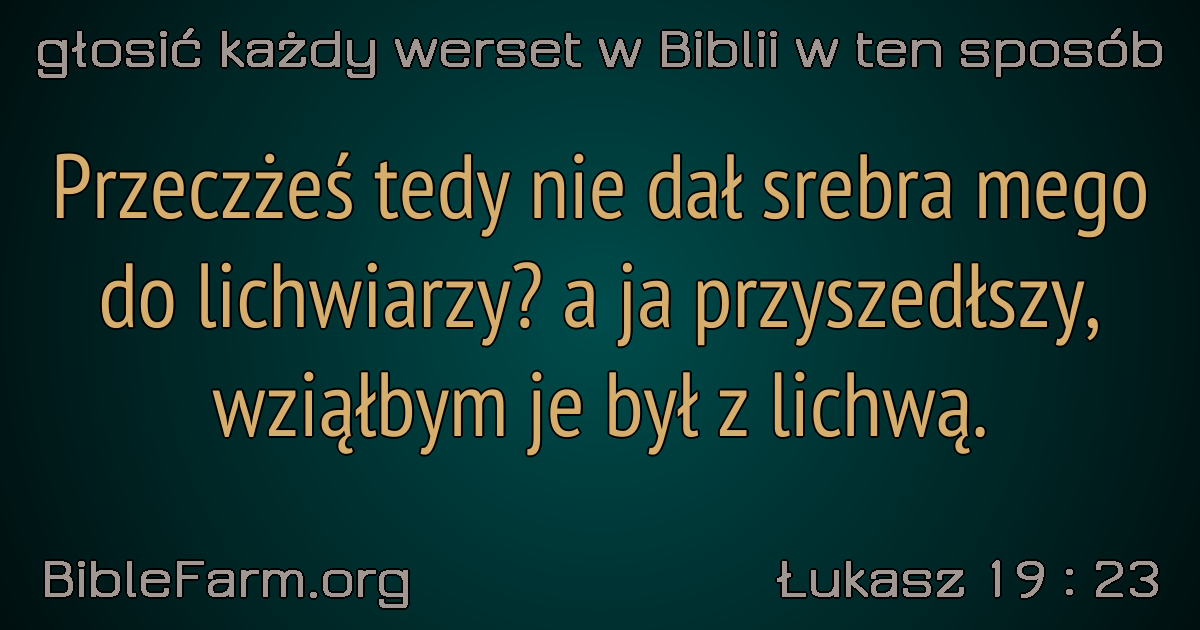 głosić każdy werset w Biblii w ten sposób
Przeczżeś tedy nie dał srebra mego
do lichwiarzy? a ja przyszedłszy,
wziąłbym je był z lichwą.
BibleFarm.org
Łukasz 19 : 23